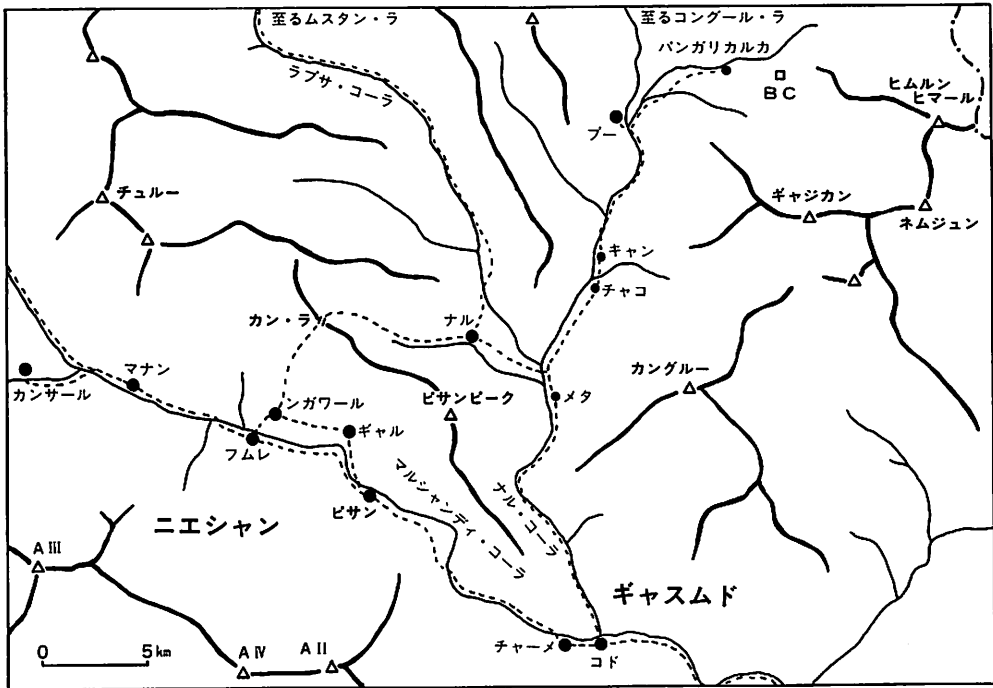 至るムスタン・ラ
至るコングール・ラ
パンガリカルカ
ラプサ・コーラ
BC
ヒムルン
ヒマール
プー
チュルー
ギャジカン
ネムジュン
キャン
チャコ
カン・ラ
ナル
カングルー
マナン
カンサール
ピサンピーク
メタ
ンガワール
ギャル
フムレ
マルシャンディ・コーラ
ナル・コーラ
ピサン
ニエシャン
A III
ギャスムド
0 5km
A IV
A II
チャーメ
コド